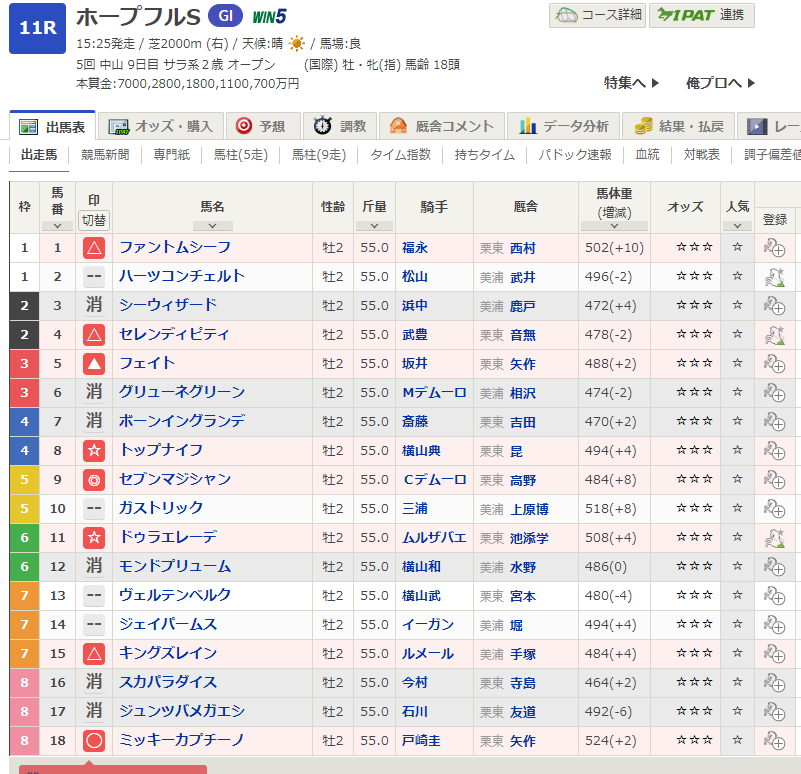 11R
ホープフルS GI WIN5 コース詳細 IPAT 連携
15:25発走 / 芝2000m (右) / 天候:晴 / 馬場:良
5回 中山 9日目 サラ系２歳 オープン (国際) 牡・牝(指) 馬齢 18頭
本賞金:7000,2800,1800,1100,700万円 特集へ 俺プロへ
出馬表 オッズ・購入 予想 調教 厩舎コメント データ分析 結果・払戻 レー
出走馬 競馬新聞 専門紙 馬柱(5走) 馬柱(9走) タイム指数 持ちタイム パドック速報 血統 対戦表 調子偏差値
枠 馬番 印 切替 馬名 性齢 斤量 騎手 厩舎 馬体重(増減) オッズ 人気 登録
1 1 △ ファントムシーフ 牡2 55.0 福永 栗東 西村 502(+10) ☆☆☆ ☆
1 2 -- ハーツコンチェルト 牡2 55.0 松山 美浦 武井 496(-2) ☆☆☆ ☆
2 3 消 シーウィザード 牡2 55.0 浜中 美浦 鹿戸 472(+4) ☆☆☆ ☆
2 4 △ セレンディピティ 牡2 55.0 武豊 栗東 音無 478(-2) ☆☆☆ ☆
3 5 ▲ フェイト 牡2 55.0 坂井 栗東 矢作 488(+2) ☆☆☆ ☆
3 6 消 グリューネグリーン 牡2 55.0 Ｍデムーロ 美浦 相沢 474(-2) ☆☆☆ ☆
4 7 消 ボーンイングランデ 牡2 55.0 斎藤 栗東 吉田 470(+2) ☆☆☆ ☆
4 8 ☆ トップナイフ 牡2 55.0 横山典 栗東 昆 494(+4) ☆☆☆ ☆
5 9 ◎ セブンマジシャン 牡2 55.0 Ｃデムーロ 栗東 高野 484(+8) ☆☆☆ ☆
5 10 -- ガストリック 牡2 55.0 三浦 美浦 上原博 518(+8) ☆☆☆ ☆
6 11 ☆ ドゥラエレーデ 牡2 55.0 ムルザバエ 栗東 池添学 508(+4) ☆☆☆ ☆
6 12 消 モンドプリューム 牡2 55.0 横山和 美浦 水野 486(0) ☆☆☆ ☆
7 13 -- ヴェルテンベルク 牡2 55.0 横山武 栗東 宮本 480(-4) ☆☆☆ ☆
7 14 -- ジェイパームス 牡2 55.0 イーガン 美浦 堀 494(+4) ☆☆☆ ☆
7 15 △ キングズレイン 牡2 55.0 ルメール 美浦 手塚 484(+4) ☆☆☆ ☆
8 16 消 スカパラダイス 牡2 55.0 今村 栗東 寺島 464(+2) ☆☆☆ ☆
8 17 消 ジュンツバメガエシ 牡2 55.0 石川 栗東 友道 492(-6) ☆☆☆ ☆
8 18 ○ ミッキーカプチーノ 牡2 55.0 戸崎圭 栗東 矢作 524(+2) ☆☆☆ ☆